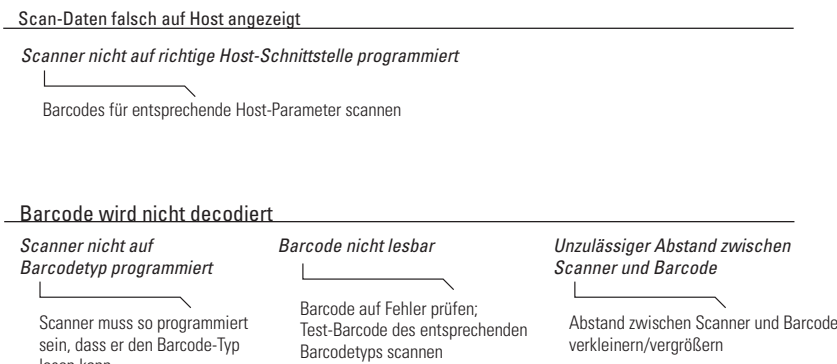 Scan-Daten falsch auf Host angezeigt
Scanner nicht auf richtige Host-Schnittstelle programmiert
Barcodes für entsprechende Host-Parameter scannen
Barcode wird nicht decodiert
Scanner nicht auf
Barcodetyp programmiert
Scanner muss so programmiert
sein, dass er den Barcode-Typ
lesen kann
Barcode nicht lesbar
Barcode auf Fehler prüfen;
Test-Barcode des entsprechenden
Barcodetyps scannen
Unzulässiger Abstand zwischen
Scanner und Barcode
Abstand zwischen Scanner und Barcode
verkleinern/vergrößern